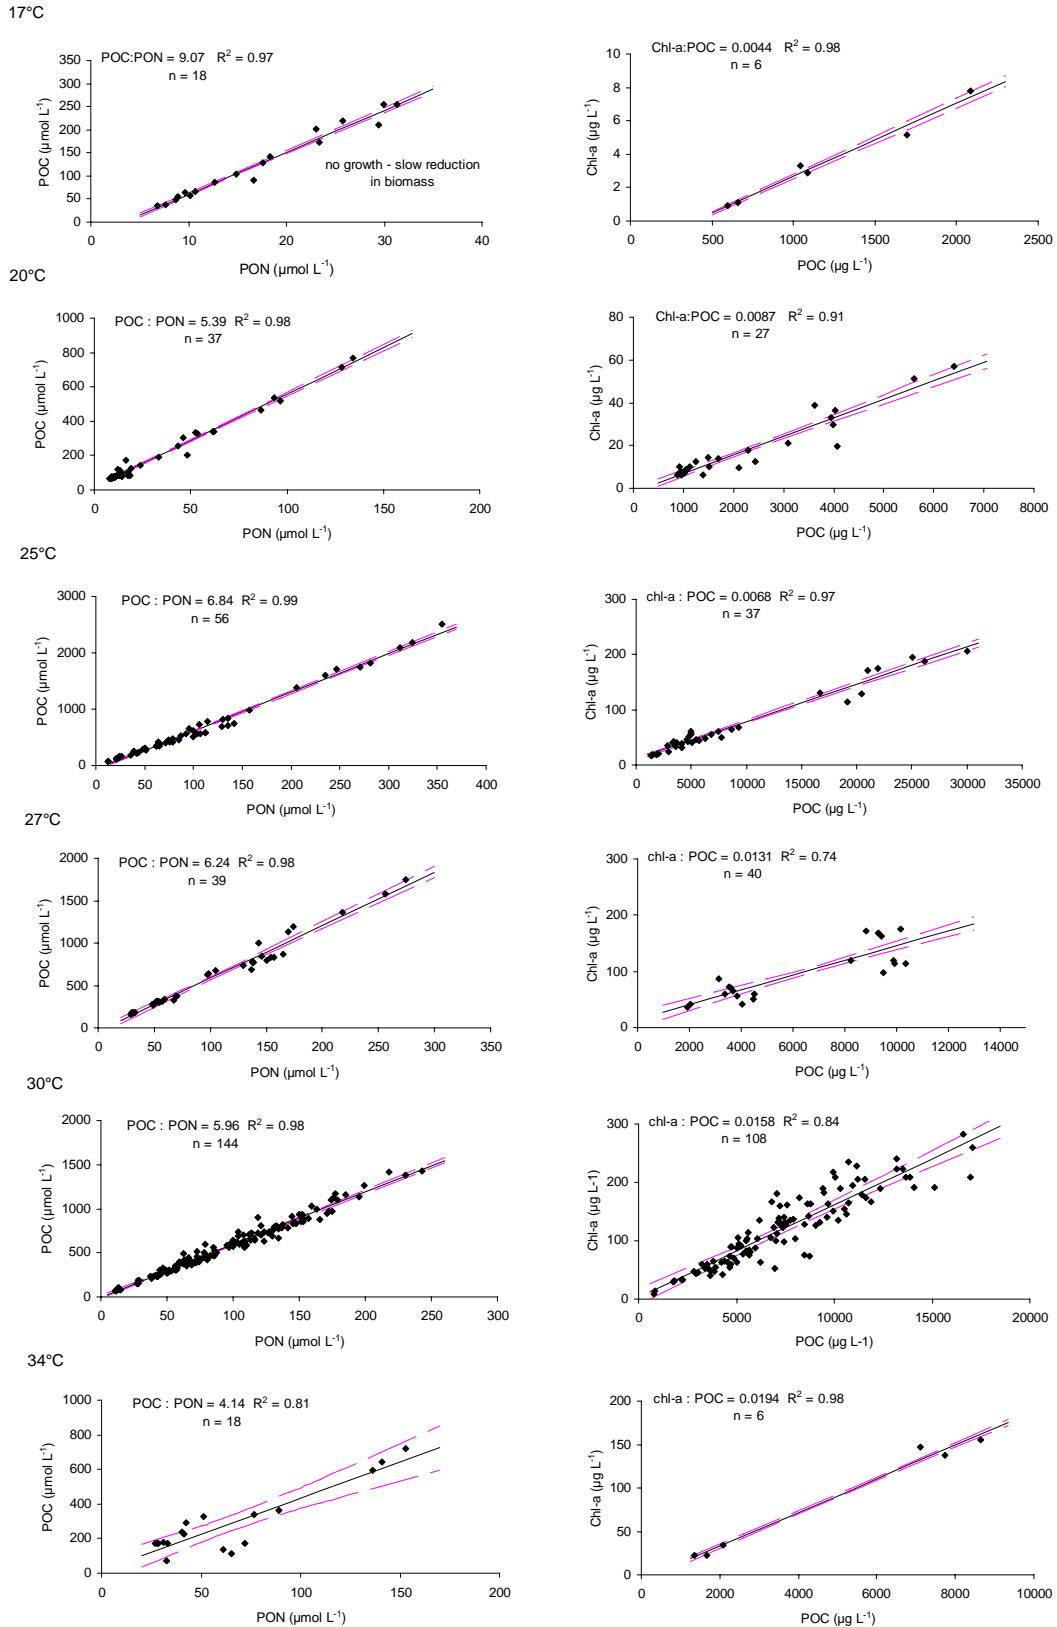 17°C
POC:PON = 9.07 R² = 0.97
n = 18
350
300
250
200
150
100
50
0
POC (µmol L⁻¹)
no growth - slow reduction
in biomass
0 10 20 30 40
PON (µmol L⁻¹)
Chl-a:POC = 0.0044 R² = 0.98
n = 6
10
8
6
4
2
0
Chl-a (µg L⁻¹)
0 500 1000 1500 2000 2500
POC (µg L⁻¹)
20°C
POC : PON = 5.39 R² = 0.98
n = 37
1000
800
600
400
200
0
POC (µmol L⁻¹)
0 50 100 150 200
PON (µmol L⁻¹)
Chl-a:POC = 0.0087 R² = 0.91
n = 27
80
60
40
20
0
Chl-a (µg L⁻¹)
0 1000 2000 3000 4000 5000 6000 7000 8000
POC (µg L⁻¹)
25°C
POC : PON = 6.84 R² = 0.99
n = 56
3000
2000
1000
0
POC (µmol L⁻¹)
0 100 200 300 400
PON (µmol L⁻¹)
chl-a : POC = 0.0068 R² = 0.97
n = 37
300
200
100
0
Chl-a (µg L⁻¹)
0 5000 10000 15000 20000 25000 30000 35000
POC (µg L⁻¹)
27°C
POC : PON = 6.24 R² = 0.98
n = 39
2000
1500
1000
500
0
POC (µmol L⁻¹)
0 50 100 150 200 250 300 350
PON (µmol L⁻¹)
chl-a : POC = 0.0131 R² = 0.74
n = 40
300
200
100
0
Chl-a (µg L⁻¹)
0 2000 4000 6000 8000 10000 12000 14000
POC (µg L⁻¹)
30°C
POC : PON = 5.96 R² = 0.98
n = 144
2000
1500
1000
500
0
POC (µmol L⁻¹)
0 50 100 150 200 250 300
PON (µmol L⁻¹)
chl-a : POC = 0.0158 R² = 0.84
n = 108
300
200
100
0
Chl-a (µg L-1)
0 5000 10000 15000 20000
POC (µg L-1)
34°C
POC : PON = 4.14 R² = 0.81
n = 18
1000
800
600
400
200
0
POC (µmol L⁻¹)
0 50 100 150 200
PON (µmol L⁻¹)
chl-a : POC = 0.0194 R² = 0.98
n = 6
200
150
100
50
0
Chl-a (µg L⁻¹)
0 2000 4000 6000 8000 10000
POC (µg L⁻¹)